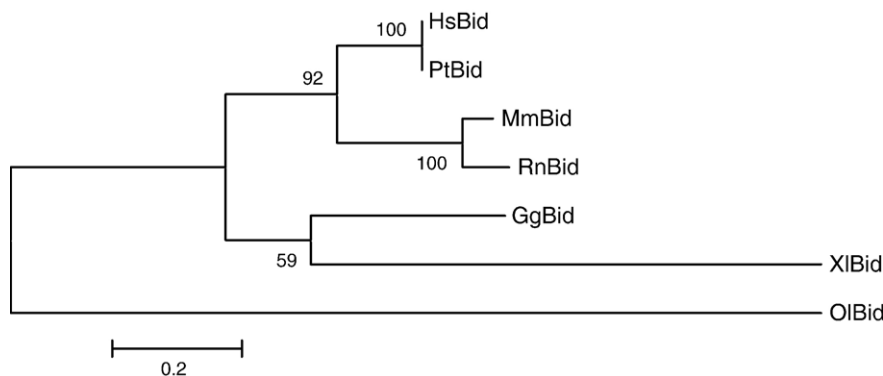 HsBid
100
PtBid
92
MmBid
100
RnBid
GgBid
59
XlBid
OlBid
0.2